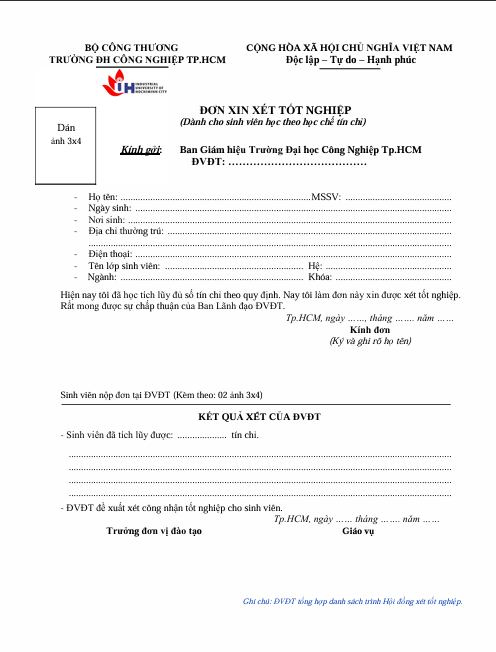 BỘ CÔNG THƯƠNG
TRƯỜNG ĐH CÔNG NGHIỆP TP.HCM
CỘNG HÒA XÃ HỘI CHỦ NGHĨA VIỆT NAM
Độc lập – Tự do – Hạnh phúc
IUH INDUSTRIAL
UNIVERSITY OF
HOCHIMINH CITY
ĐƠN XIN XÉT TỐT NGHIỆP
(Dành cho sinh viên học theo học chế tín chỉ)
Dán
ảnh 3x4
Kính gửi: Ban Giám hiệu Trường Đại học Công Nghiệp Tp.HCM
ĐVĐT: .......................................
- Họ tên: ........................................ MSSV: ........................................
- Ngày sinh: ........................................
- Nơi sinh: ........................................
- Địa chỉ thường trú: ........................................
........................................
- Điện thoại: ........................................
- Tên lớp sinh viên: ........................................ Hệ: ........................................
- Ngành: ........................................ Khóa: ........................................
Hiện nay tôi đã học tích lũy đủ số tín chỉ theo quy định. Nay tôi làm đơn này xin được xét tốt nghiệp.
Rất mong được sự chấp thuận của Ban Lãnh đạo ĐVĐT.
Tp.HCM, ngày ……, tháng ……. năm ……
Kính đơn
(Ký và ghi rõ họ tên)
Sinh viên nộp đơn tại ĐVĐT (Kèm theo: 02 ảnh 3x4)
KẾT QUẢ XÉT CỦA ĐVĐT
- Sinh viên đã tích lũy được: .................... tín chỉ.
........................................
........................................
........................................
........................................
- ĐVĐT đề xuất xét công nhận tốt nghiệp cho sinh viên.
Tp.HCM, ngày …… tháng ……. năm ……
Trưởng đơn vị đào tạo Giáo vụ
Ghi chú: ĐVĐT tổng hợp danh sách trình Hội đồng xét tốt nghiệp.